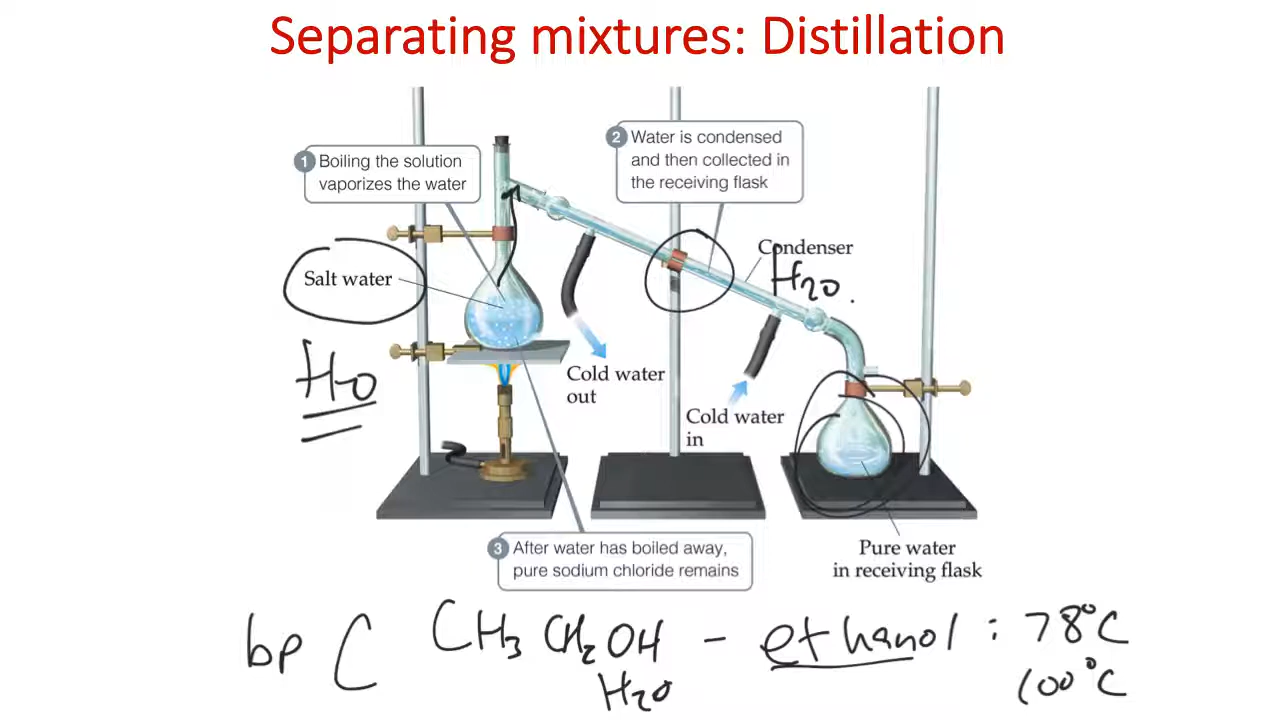 Separating mixtures: Distillation
1 Boiling the solution
vaporizes the water
2 Water is condensed
and then collected in
the receiving flask
Condenser
H2O.
Salt water
H2O
Cold water
out
Cold water
in
3 After water has boiled away,
pure sodium chloride remains
Pure water
in receiving flask
bp ( CH3 CH2OH - ethanol : 78°C
H2O 100°C